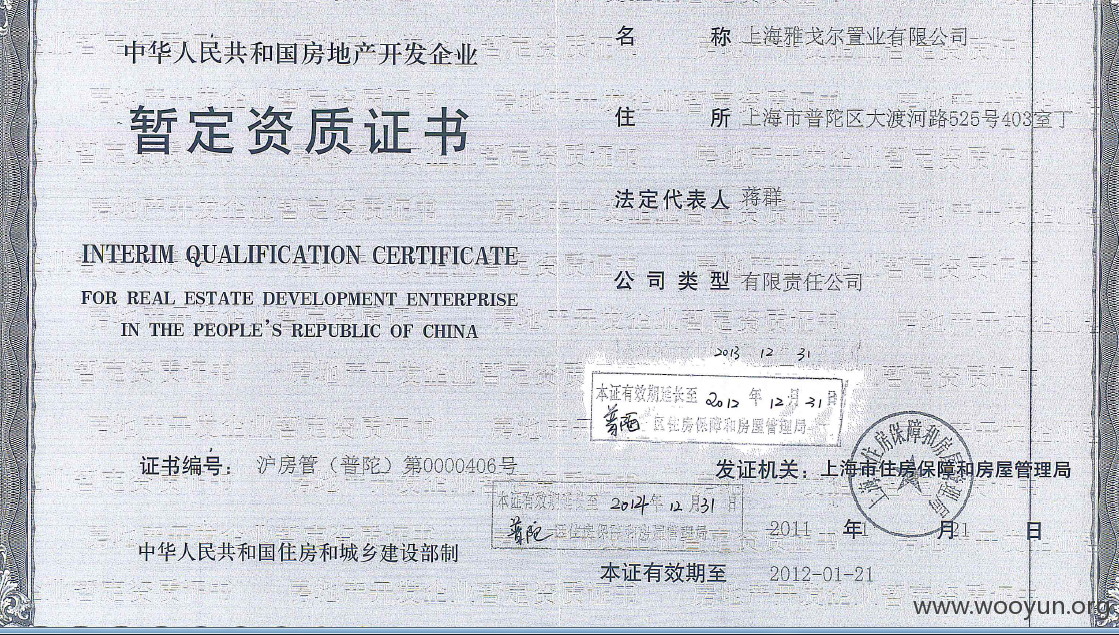 中华人民共和国房地产开发企业
暂定资质证书
INTERIM QUALIFICATION CERTIFICATE
FOR REAL ESTATE DEVELOPMENT ENTERPRISE
IN THE PEOPLE'S REPUBLIC OF CHINA
证书编号： 沪房管（普陀）第0000406号
中华人民共和国住房和城乡建设部制
名 称 上海雅戈尔置业有限公司
住 所 上海市普陀区大渡河路525号403室丁
法定代表人 蒋群
公司类型 有限责任公司
2013 12 31
本证有效期延长至 2012 年 12 月 31 日
区住房保障和房屋管理局
发证机关： 上海市住房保障和房屋管理局
上海市住房保障和房屋管理局
本证有效期延长至 2014 年 12 月 31 日
普陀 区住房保障和房屋管理局
2011 年 1 月 21 日
本证有效期至 2012-01-21
www.wooyun.org